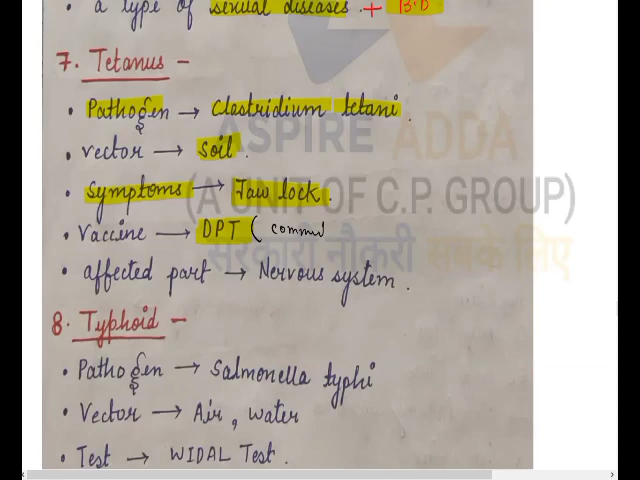 • a type of sexual diseases. + B.D
7. Tetanus -
• Pathogen → Clostridium tetani.
• Vector → Soil.
• Symptoms → Jaw lock.
• Vaccine → DPT ( commu
• affected part → Nervous system.
8. Typhoid -
• Pathogen → Salmonella typhi
• Vector → Air, water
• Test → WIDAL Test.
ASPIRE ADDA
(A UNIT OF C.P. GROUP)
सरकारी नौकरी सबके लिए